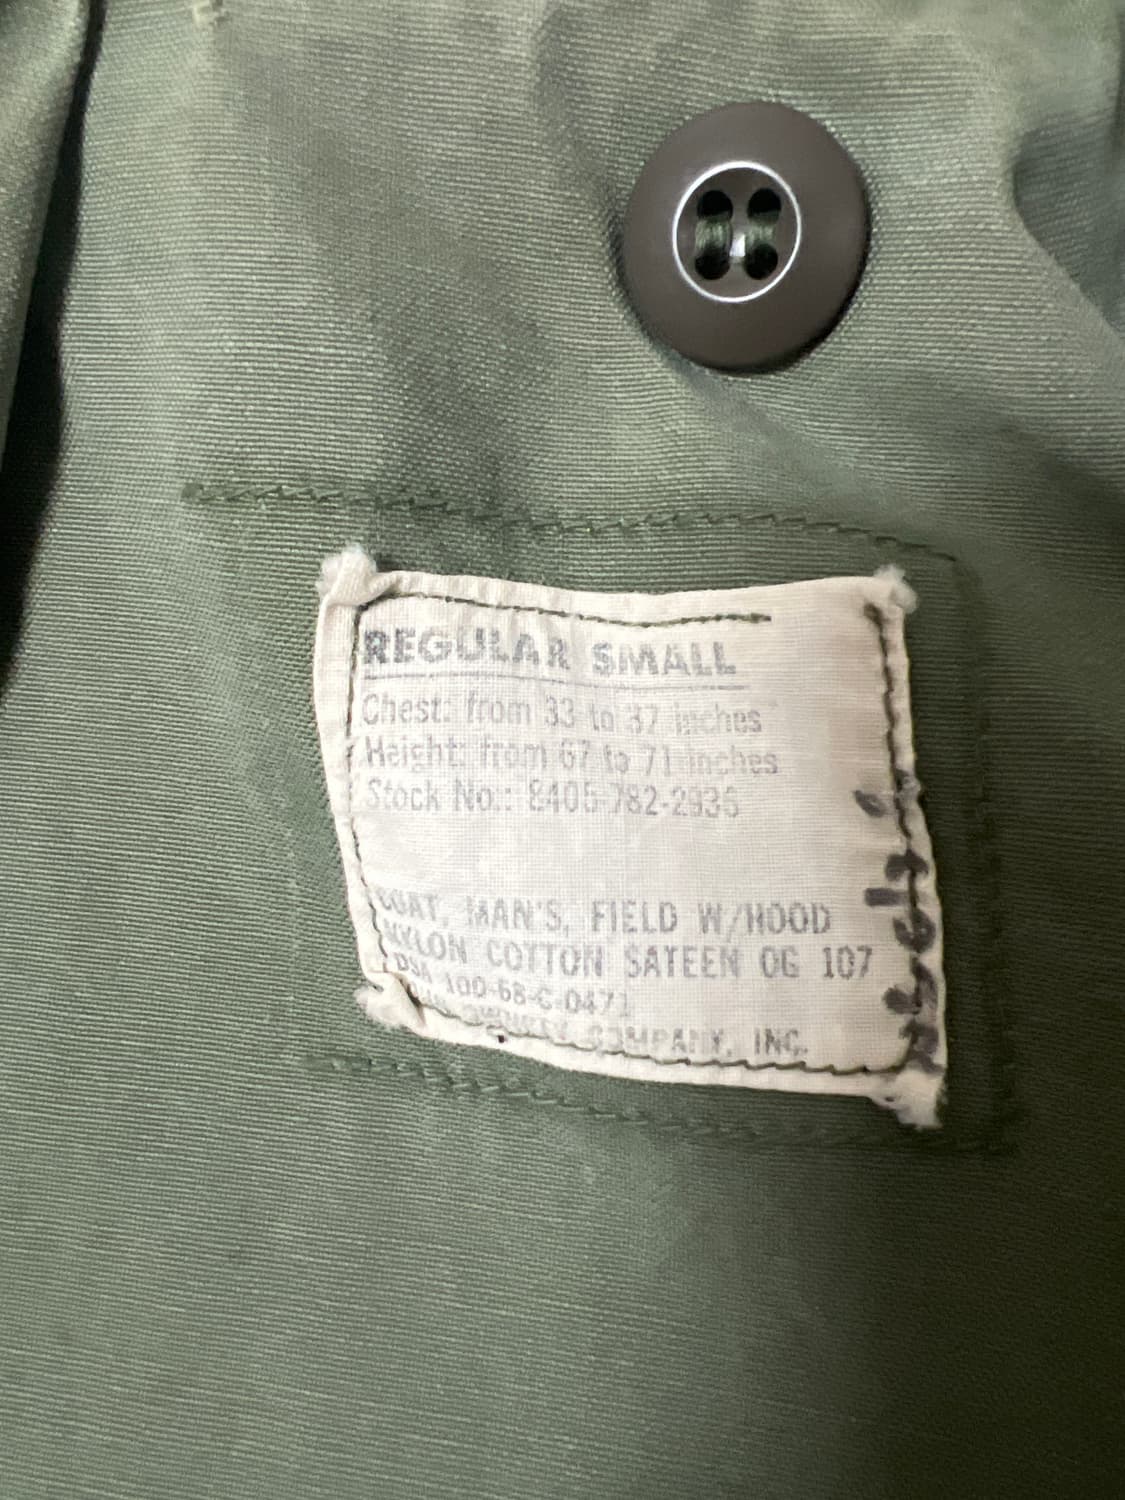 REGULAR SMALL
Chest: from 33 to 37 inches
Height: from 67 to 71 inches
Stock No.: 8405-782-2936
COAT, MAN'S, FIELD W/HOOD
NYLON COTTON SATEEN OG 107
DSA 100-68-C-0471
COMPANY, INC.